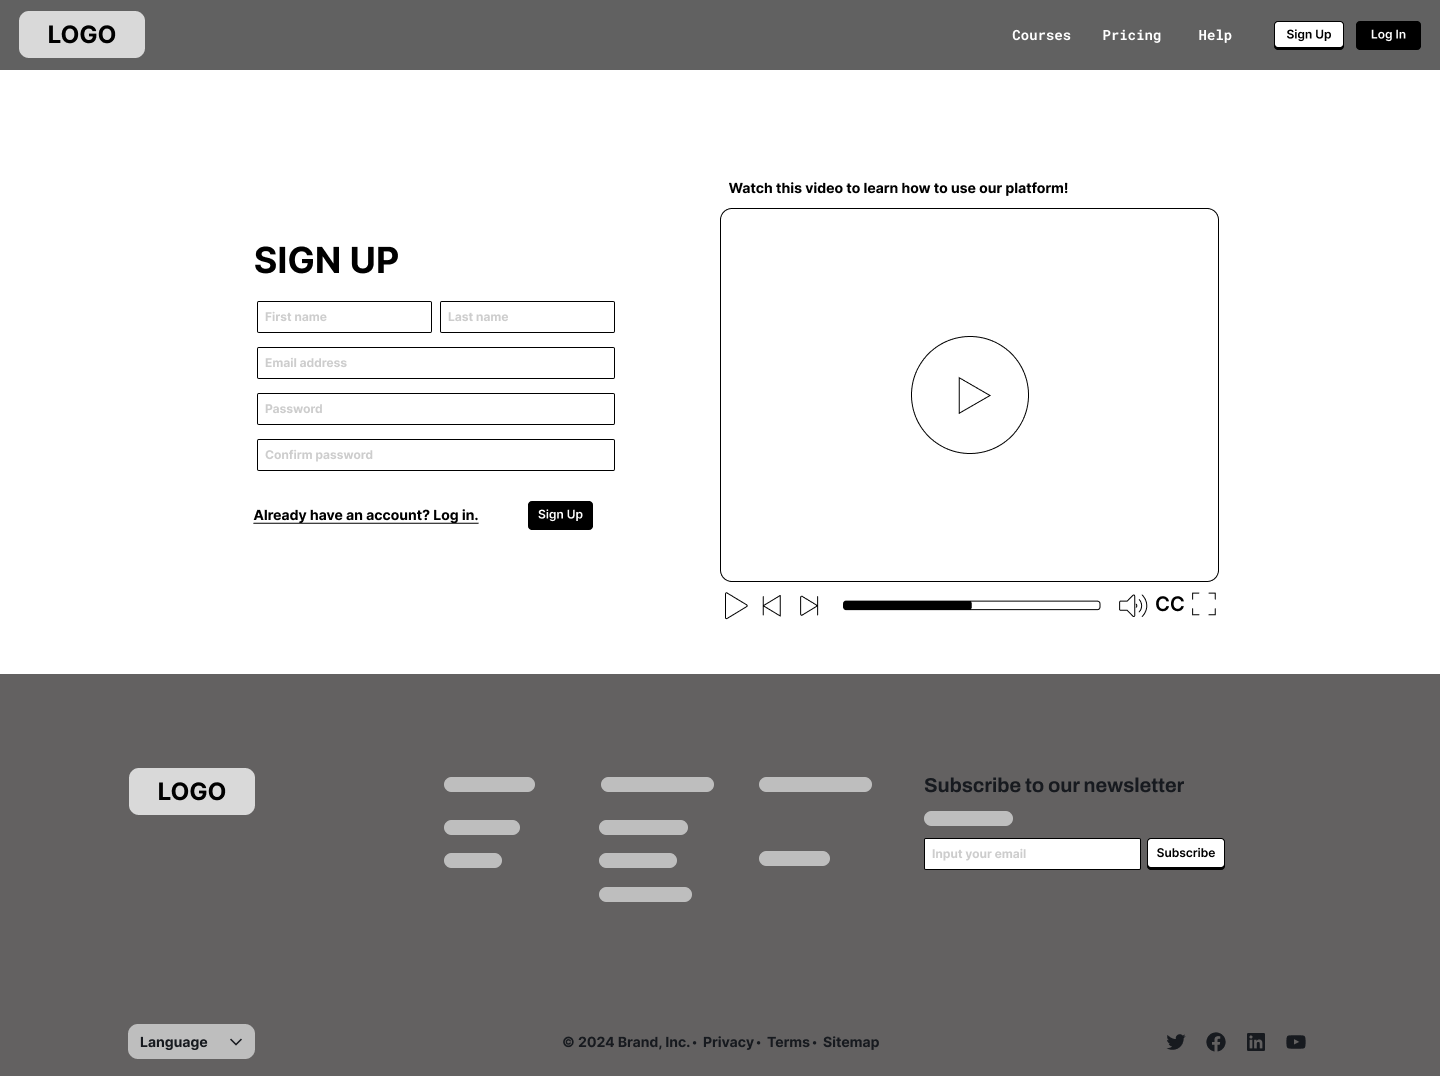 LOGO
Courses
Pricing
Help
Sign Up
Log In
Watch this video to learn how to use our platform!
SIGN UP
First name
Last name
Email address
Password
Confirm password
Already have an account? Log in.
Sign Up
CC
LOGO
Subscribe to our newsletter
Input your email
Subscribe
Language
© 2024 Brand, Inc. • Privacy • Terms • Sitemap